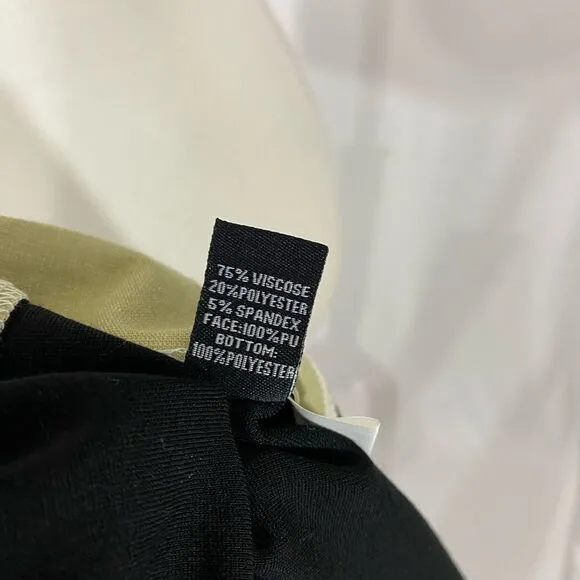 75% VISCOSE
20%POLYESTER
5% SPANDEX
FACE:100%PU
BOTTOM:
100%POLYESTER